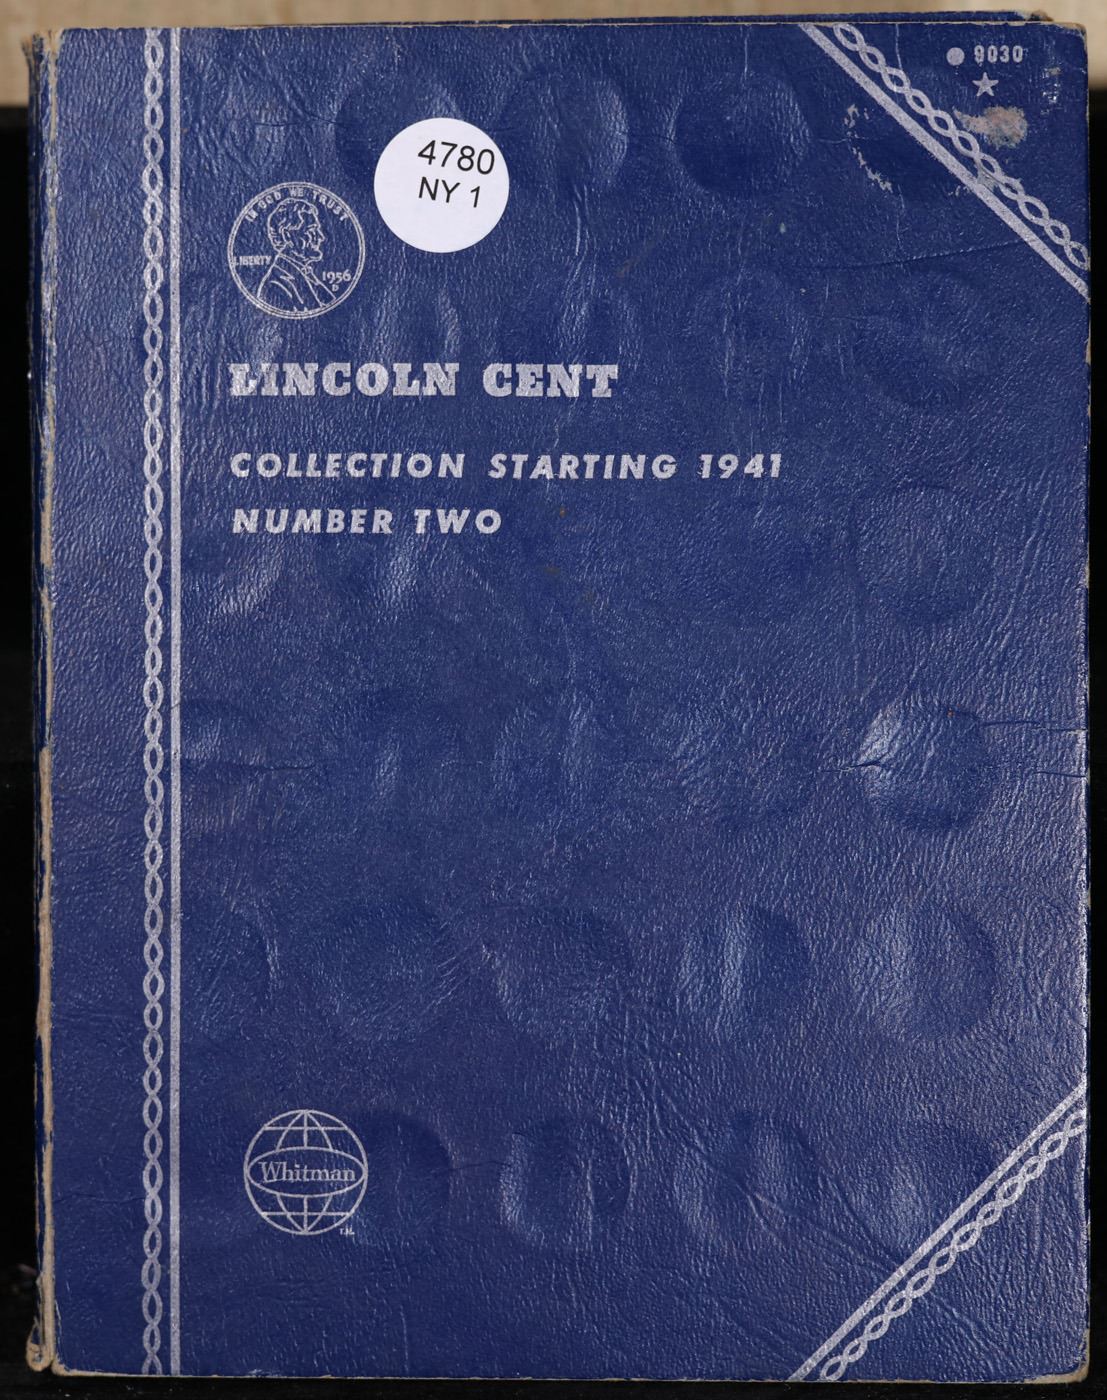 9030
4780
NY 1
IN GOD WE TRUST
LIBERTY
1956
D
LINCOLN CENT
COLLECTION STARTING 1941
NUMBER TWO
Whitman